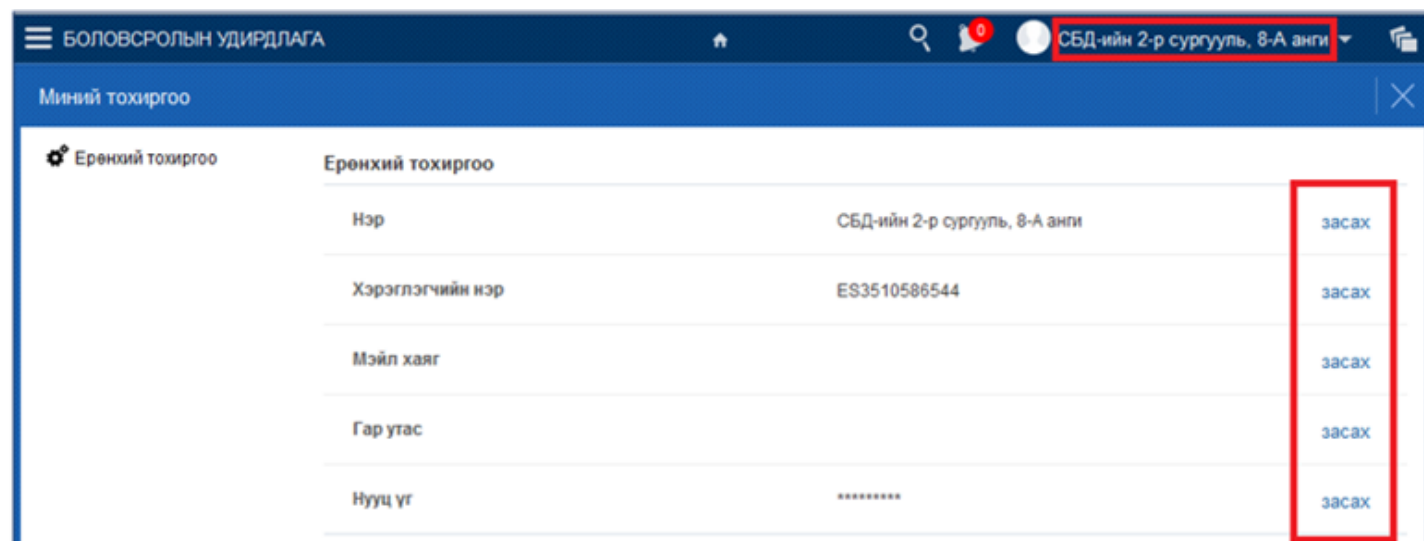 БОЛОВСРОЛЫН УДИРДЛАГА 0 СБД-ийн 2-р сургууль, 8-А анги
Миний тохиргоо
Ерөнхий тохиргоо
Ерөнхий тохиргоо
Нэр СБД-ийн 2-р сургууль, 8-А анги засах
Хэрэглэгчийн нэр ES3510586544 засах
Мэйл хаяг засах
Гар утас засах
Нууц үг ********* засах